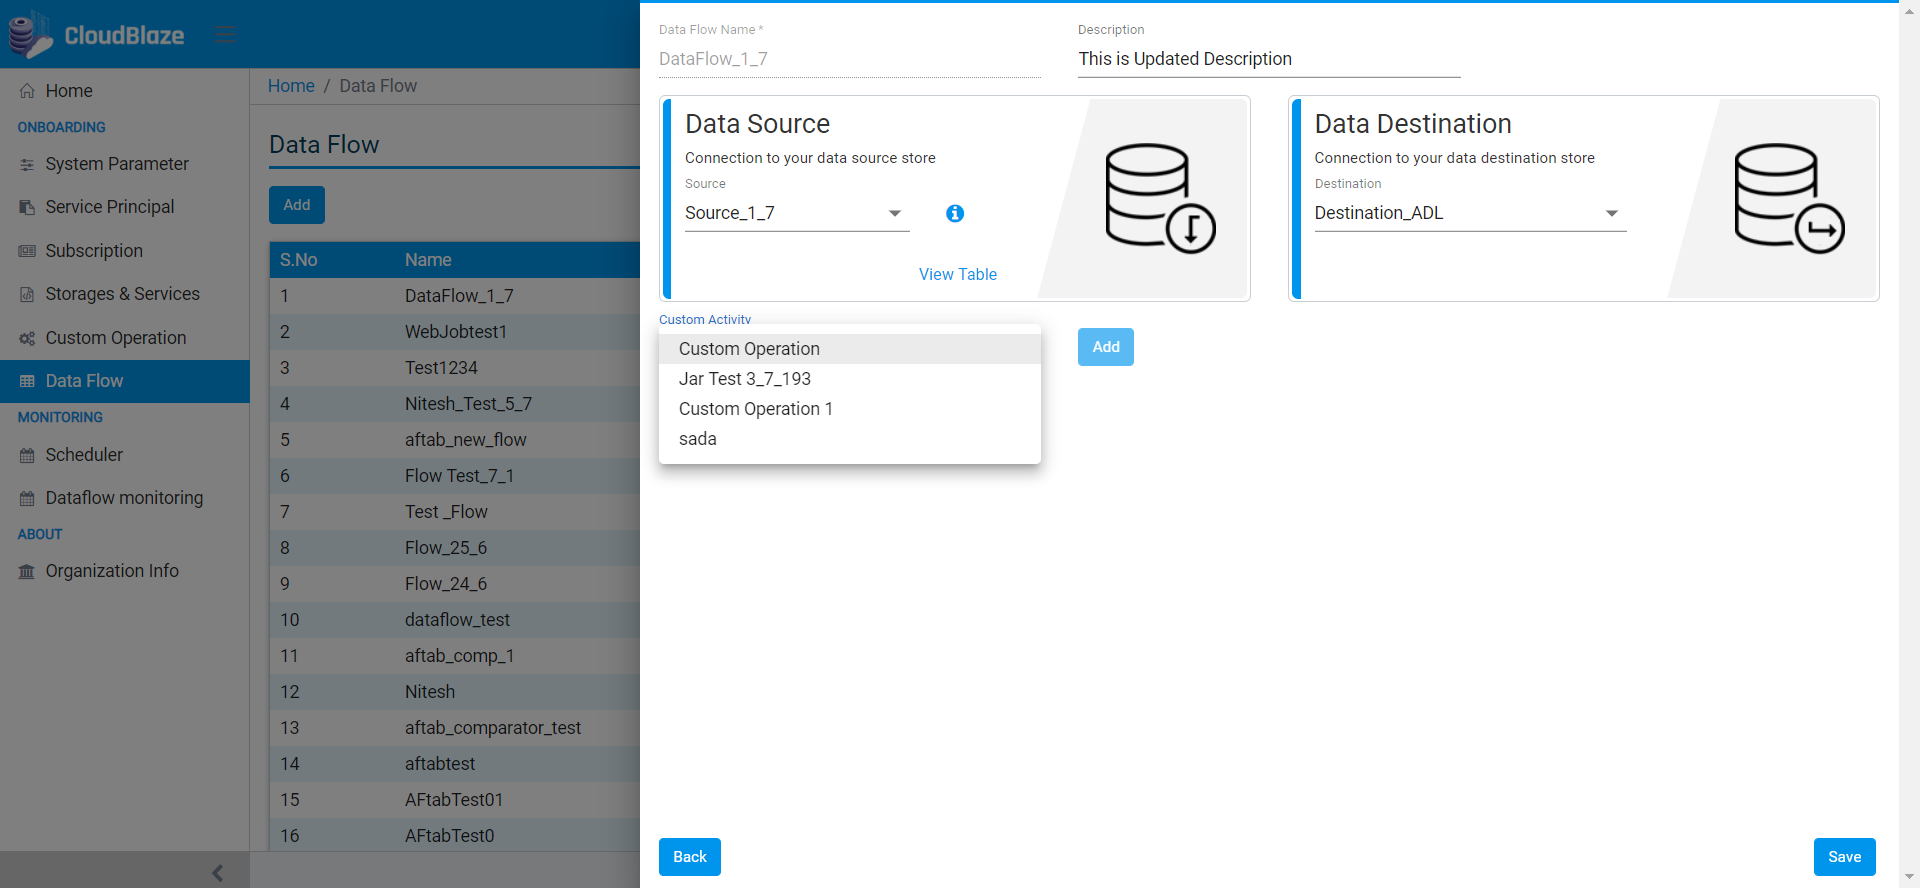 CloudBlaze
Home
ONBOARDING
System Parameter
Service Principal
Subscription
Storages & Services
Custom Operation
Data Flow
MONITORING
Scheduler
Dataflow monitoring
ABOUT
Organization Info
Home / Data Flow
Data Flow
Add
S.No Name
1 DataFlow_1_7
2 WebJobtest1
3 Test1234
4 Nitesh_Test_5_7
5 aftab_new_flow
6 Flow Test_7_1
7 Test _Flow
8 Flow_25_6
9 Flow_24_6
10 dataflow_test
11 aftab_comp_1
12 Nitesh
13 aftab_comparator_test
14 aftabtest
15 AFtabTest01
16 AFtabTest0
Data Flow Name *
DataFlow_1_7
Description
This is Updated Description
Data Source
Connection to your data source store
Source
Source_1_7
View Table
Data Destination
Connection to your data destination store
Destination
Destination_ADL
Custom Activity
Custom Operation
Jar Test 3_7_193
Custom Operation 1
sada
Add
Back
Save